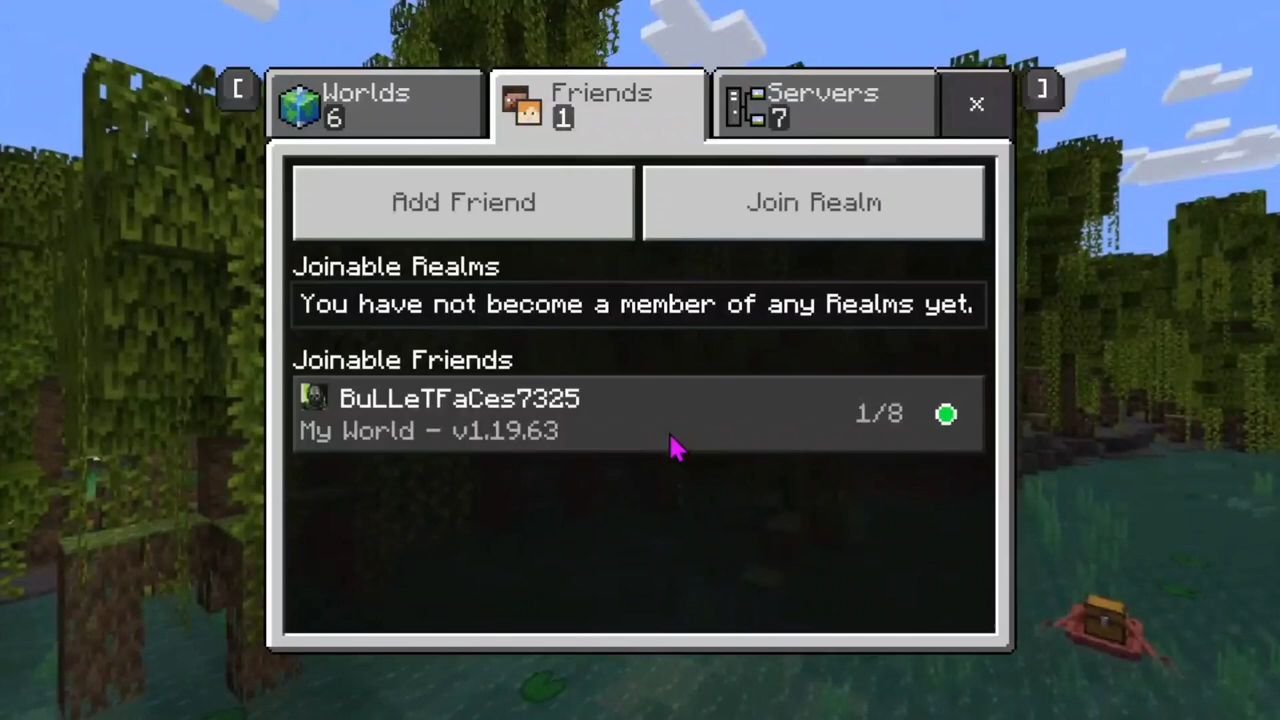 [
Worlds
6
Friends
1
Servers
7
x
]
Add Friend
Join Realm
Joinable Realms
You have not become a member of any Realms yet.
Joinable Friends
BuLLeTFaCes7325
1/8
My World - v1.19.63